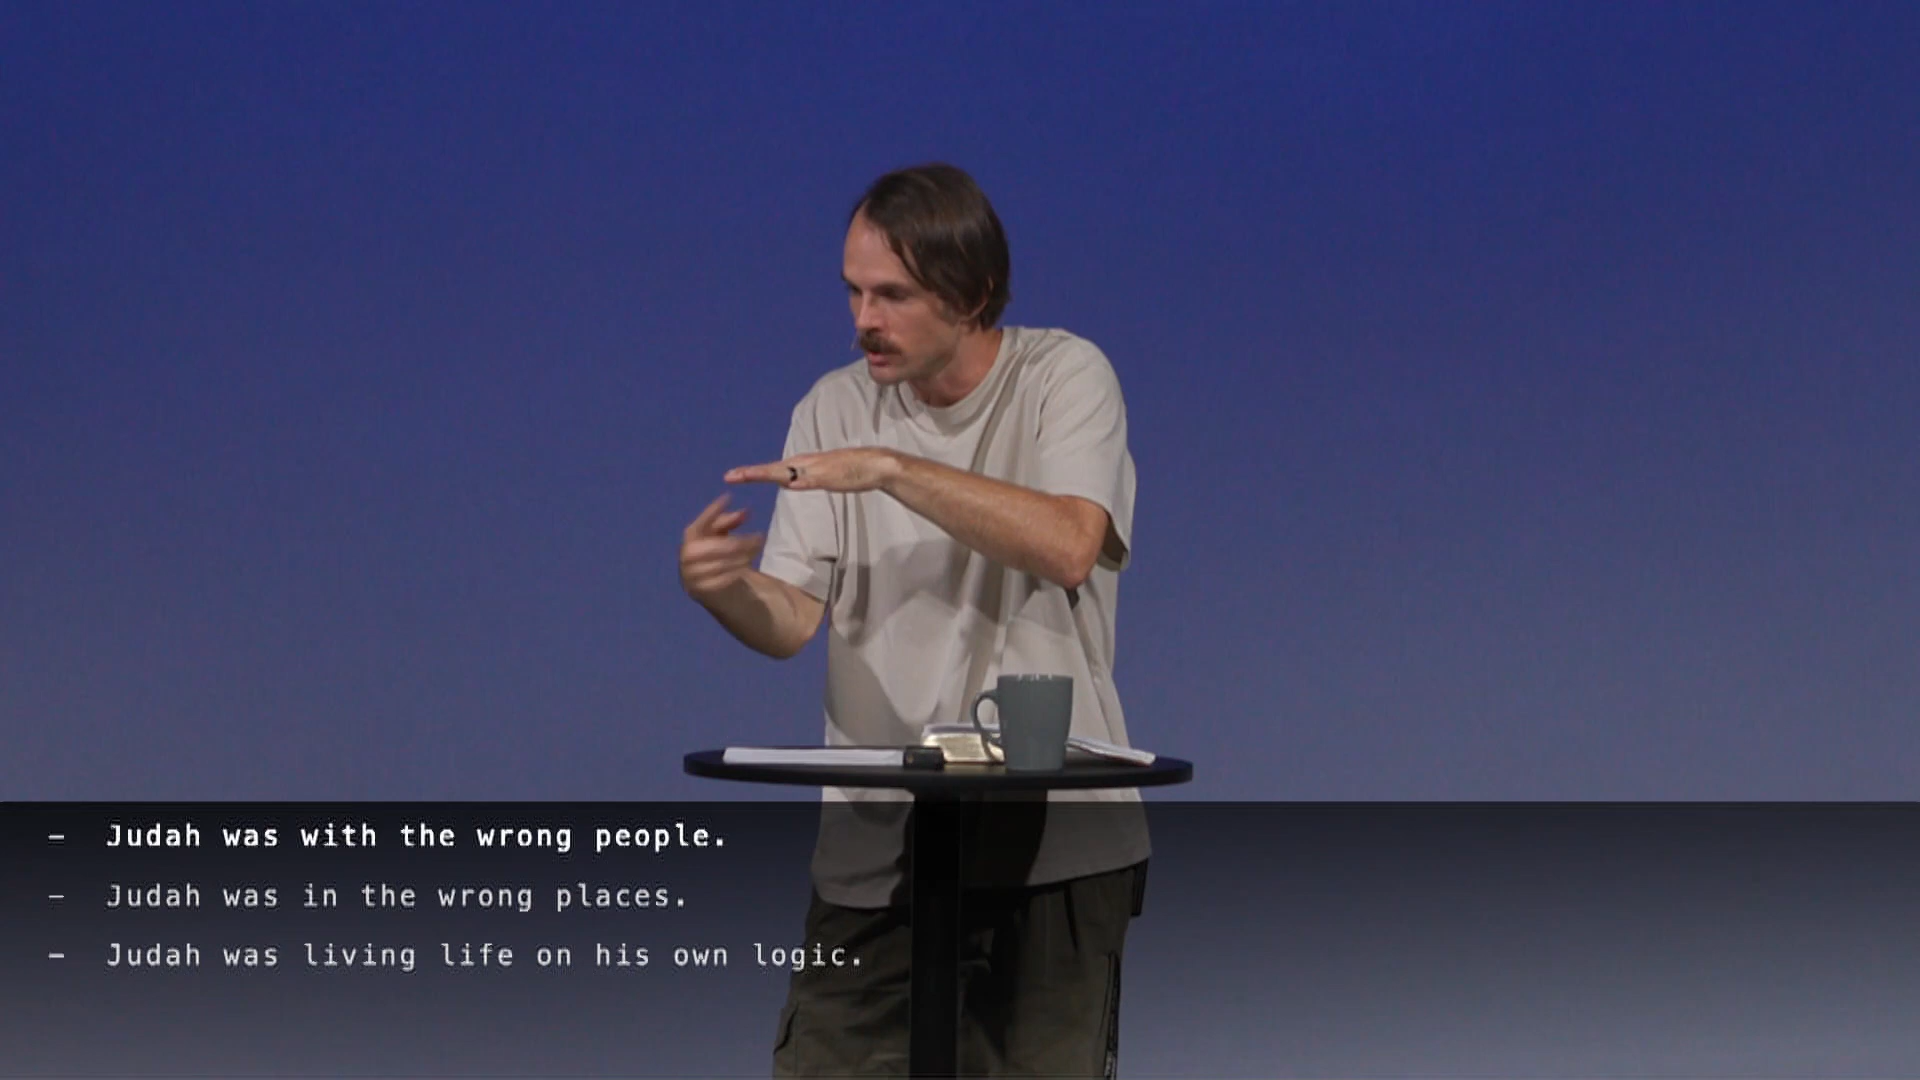 - Judah was with the wrong people.
- Judah was in the wrong places.
- Judah was living life on his own logic.